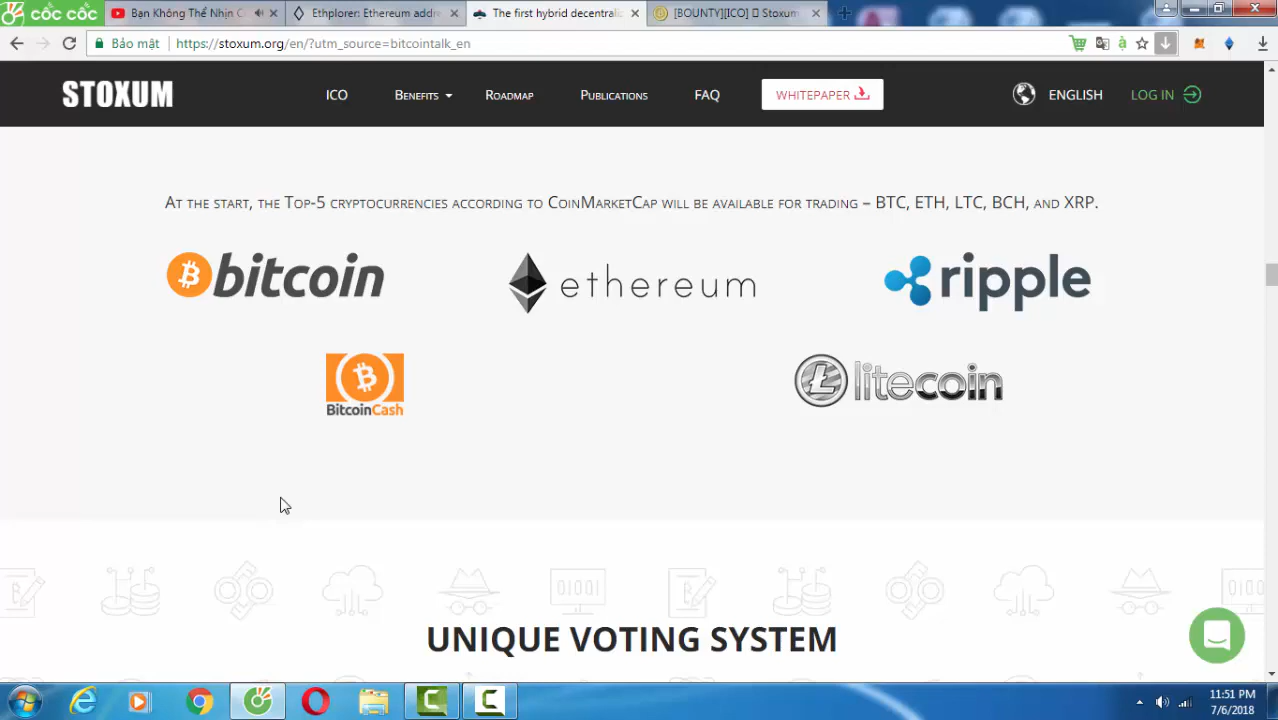 cốc cốc
Bạn Không Thể Nhịn C
Ethplorer: Ethereum addr
The first hybrid decentrali
[BOUNTY][ICO] Stoxum
Bảo mật
https://stoxum.org/en/?utm_source=bitcointalk_en
STOXUM
ICO
Benefits
Roadmap
Publications
FAQ
WHITEPAPER
ENGLISH
LOG IN
At the start, the Top-5 cryptocurrencies according to CoinMarketCap will be available for trading – BTC, ETH, LTC, BCH, and XRP.
bitcoin
ethereum
ripple
BitcoinCash
litecoin
UNIQUE VOTING SYSTEM
11:51 PM
7/6/2018